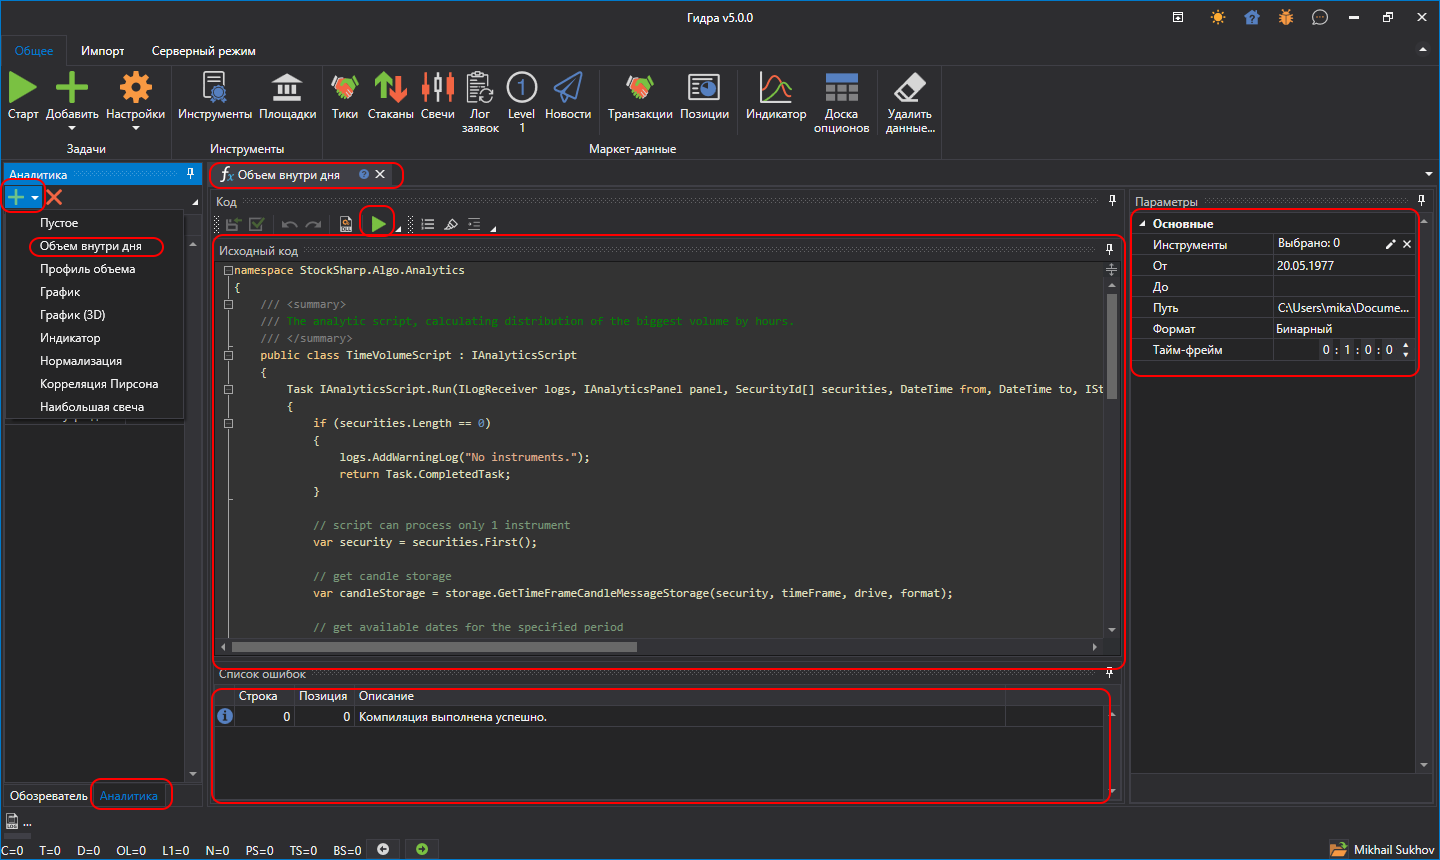 Гидра v5.0.0
Общее Импорт Серверный режим
Старт Добавить Настройки
Задачи
Инструменты Площадки
Инструменты
Тики Стаканы Свечи Лог заявок Level 1 Новости Транзакции Позиции Индикатор Доска опционов Удалить данные...
Маркет-данные
Аналитика
Пустое
Объем внутри дня
Профиль объема
График
График (3D)
Индикатор
Нормализация
Корреляция Пирсона
Наибольшая свеча
Обозреватель Аналитика
Объем внутри дня
Код
Исходный код
namespace StockSharp.Algo.Analytics
{
/// <summary>
/// The analytic script, calculating distribution of the biggest volume by hours.
/// </summary>
public class TimeVolumeScript : IAnalyticsScript
{
Task IAnalyticsScript.Run(ILogReceiver logs, IAnalyticsPanel panel, SecurityId[] securities, DateTime from, DateTime to, ISt
{
if (securities.Length == 0)
{
logs.AddWarningLog("No instruments.");
return Task.CompletedTask;
}
// script can process only 1 instrument
var security = securities.First();
// get candle storage
var candleStorage = storage.GetTimeFrameCandleMessageStorage(security, timeFrame, drive, format);
// get available dates for the specified period
Список ошибок
Строка Позиция Описание
0 0 Компиляция выполнена успешно.
Параметры
Основные
Инструменты Выбрано: 0
От 20.05.1977
До
Путь C:\Users\mika\Docume...
Формат Бинарный
Тайм-фрейм 0 : 1 : 0 : 0
...
C=0 T=0 D=0 OL=0 L1=0 N=0 PS=0 TS=0 BS=0
Mikhail Sukhov